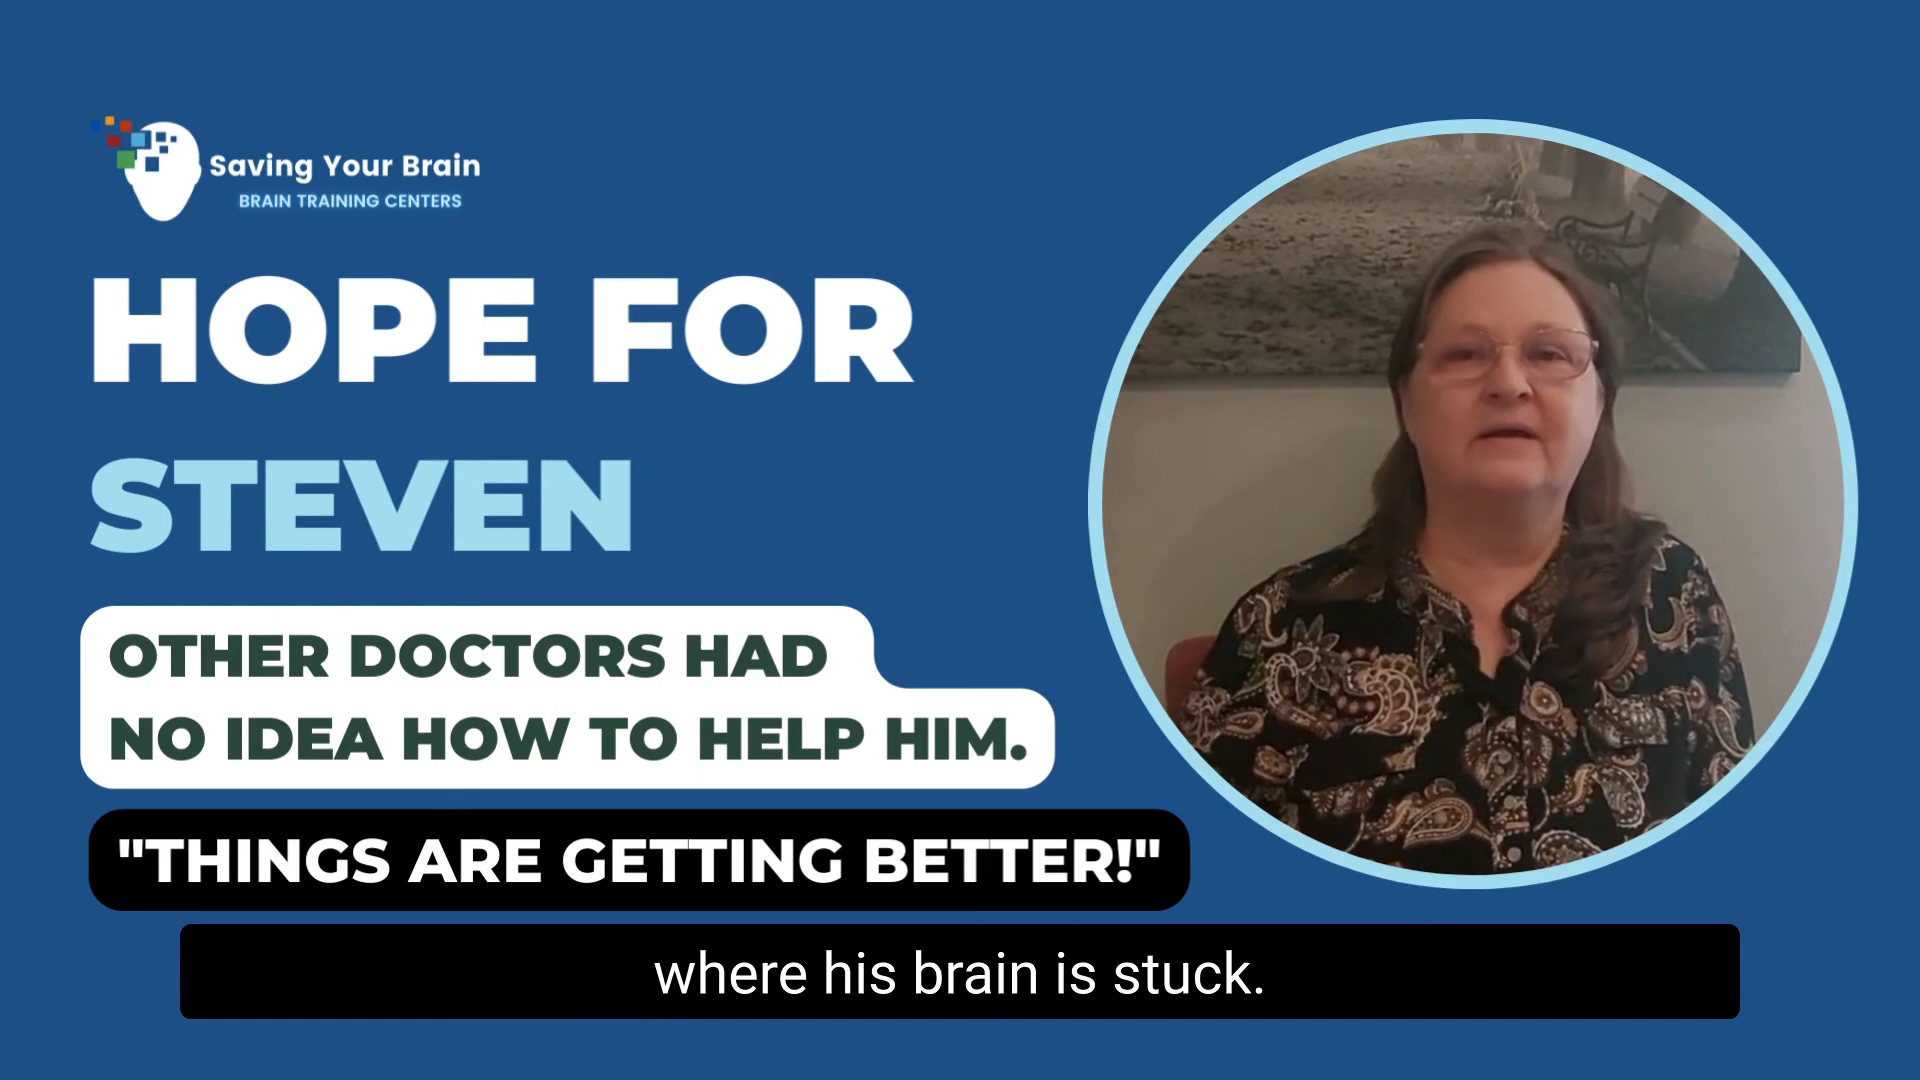 Saving Your Brain
BRAIN TRAINING CENTERS
HOPE FOR
STEVEN
OTHER DOCTORS HAD
NO IDEA HOW TO HELP HIM.
"THINGS ARE GETTING BETTER!"
where his brain is stuck.